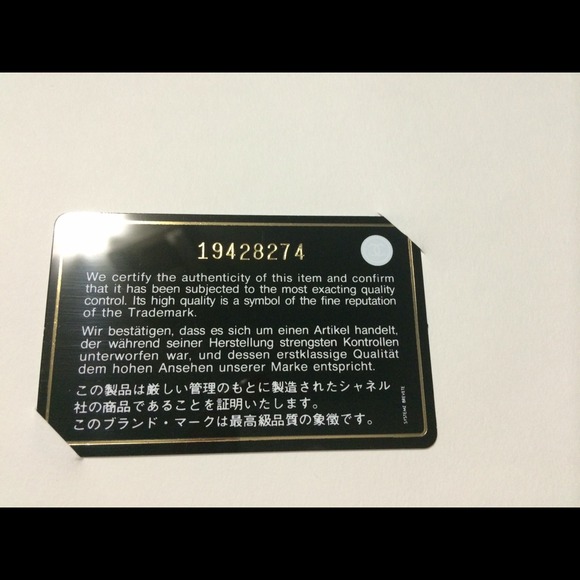 19428274
We certify the authenticity of this item and confirm
that it has been subjected to the most exacting quality
control. Its high quality is a symbol of the fine reputation
of the Trademark.
Wir bestätigen, dass es sich um einen Artikel handelt,
der während seiner Herstellung strengsten Kontrollen
unterworfen war, und dessen erstklassige Qualität
dem hohen Ansehen unserer Marke entspricht.
この製品は厳しい管理のもとに製造されたシャネル
社の商品であることを証明いたします。
このブランド・マークは最高級品質の象徴です。
SYSTEME BREVETE